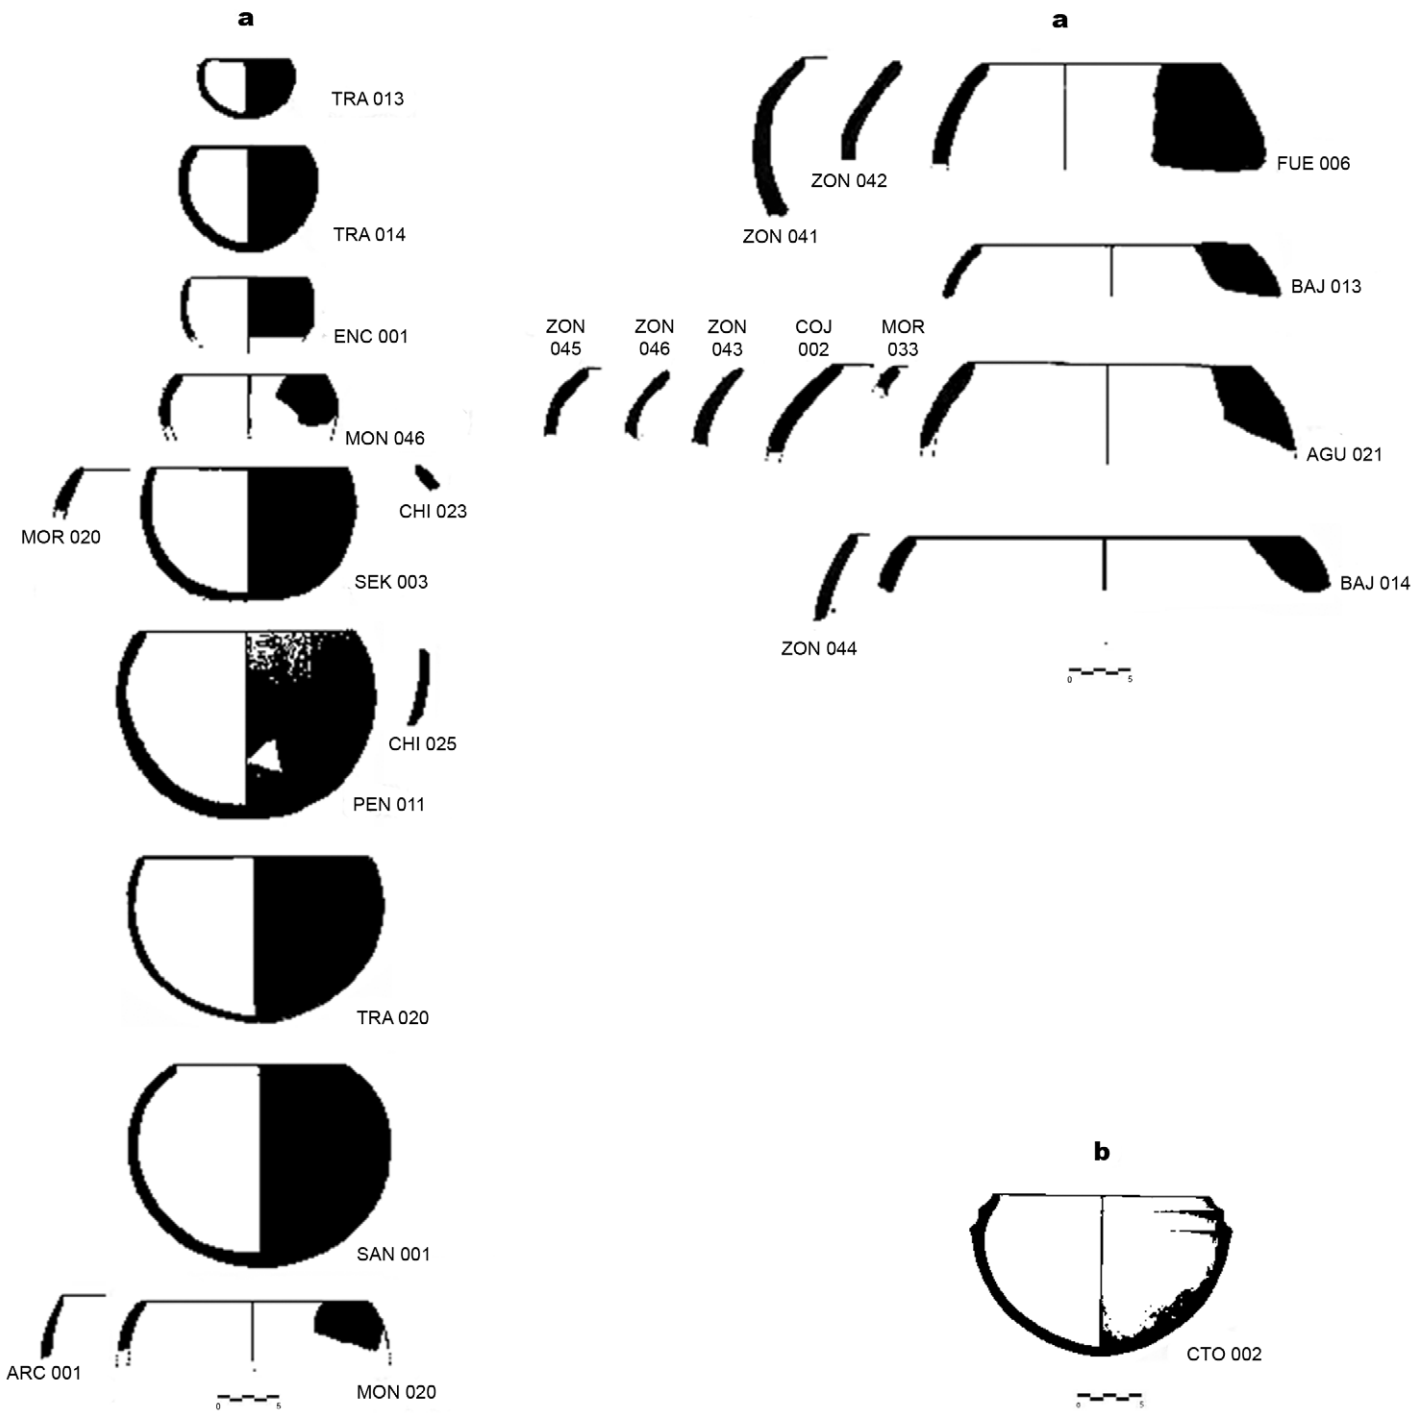 a
TRA 013
TRA 014
ENC 001
MON 046
MOR 020
CHI 023
SEK 003
CHI 025
PEN 011
TRA 020
SAN 001
ARC 001
MON 020
0 5
a
ZON 042
FUE 006
ZON 041
BAJ 013
ZON 045
ZON 046
ZON 043
COJ 002
MOR 033
AGU 021
BAJ 014
ZON 044
0 5
b
CTO 002
0 5